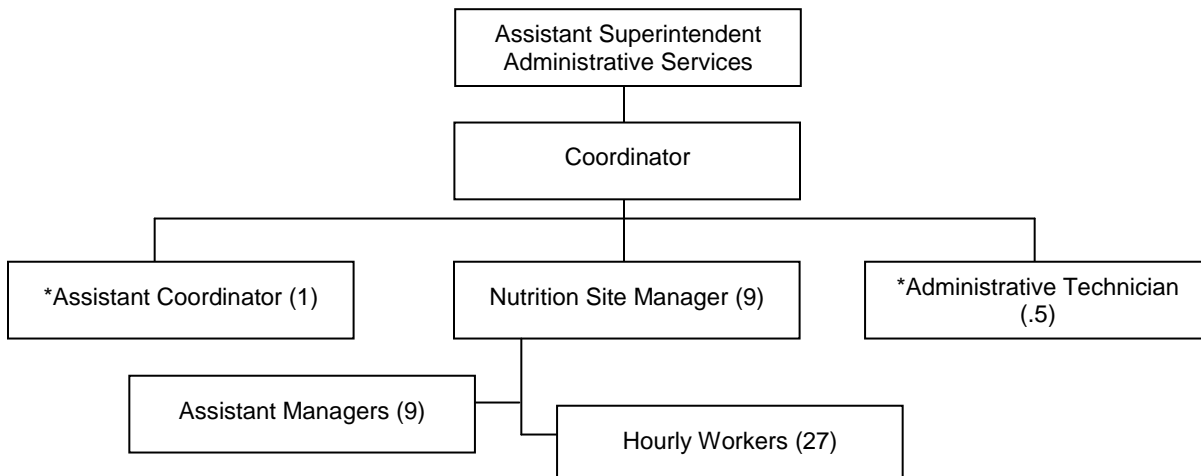 Assistant Superintendent
Administrative Services
Coordinator
*Assistant Coordinator (1)
Nutrition Site Manager (9)
*Administrative Technician
(.5)
Assistant Managers (9)
Hourly Workers (27)